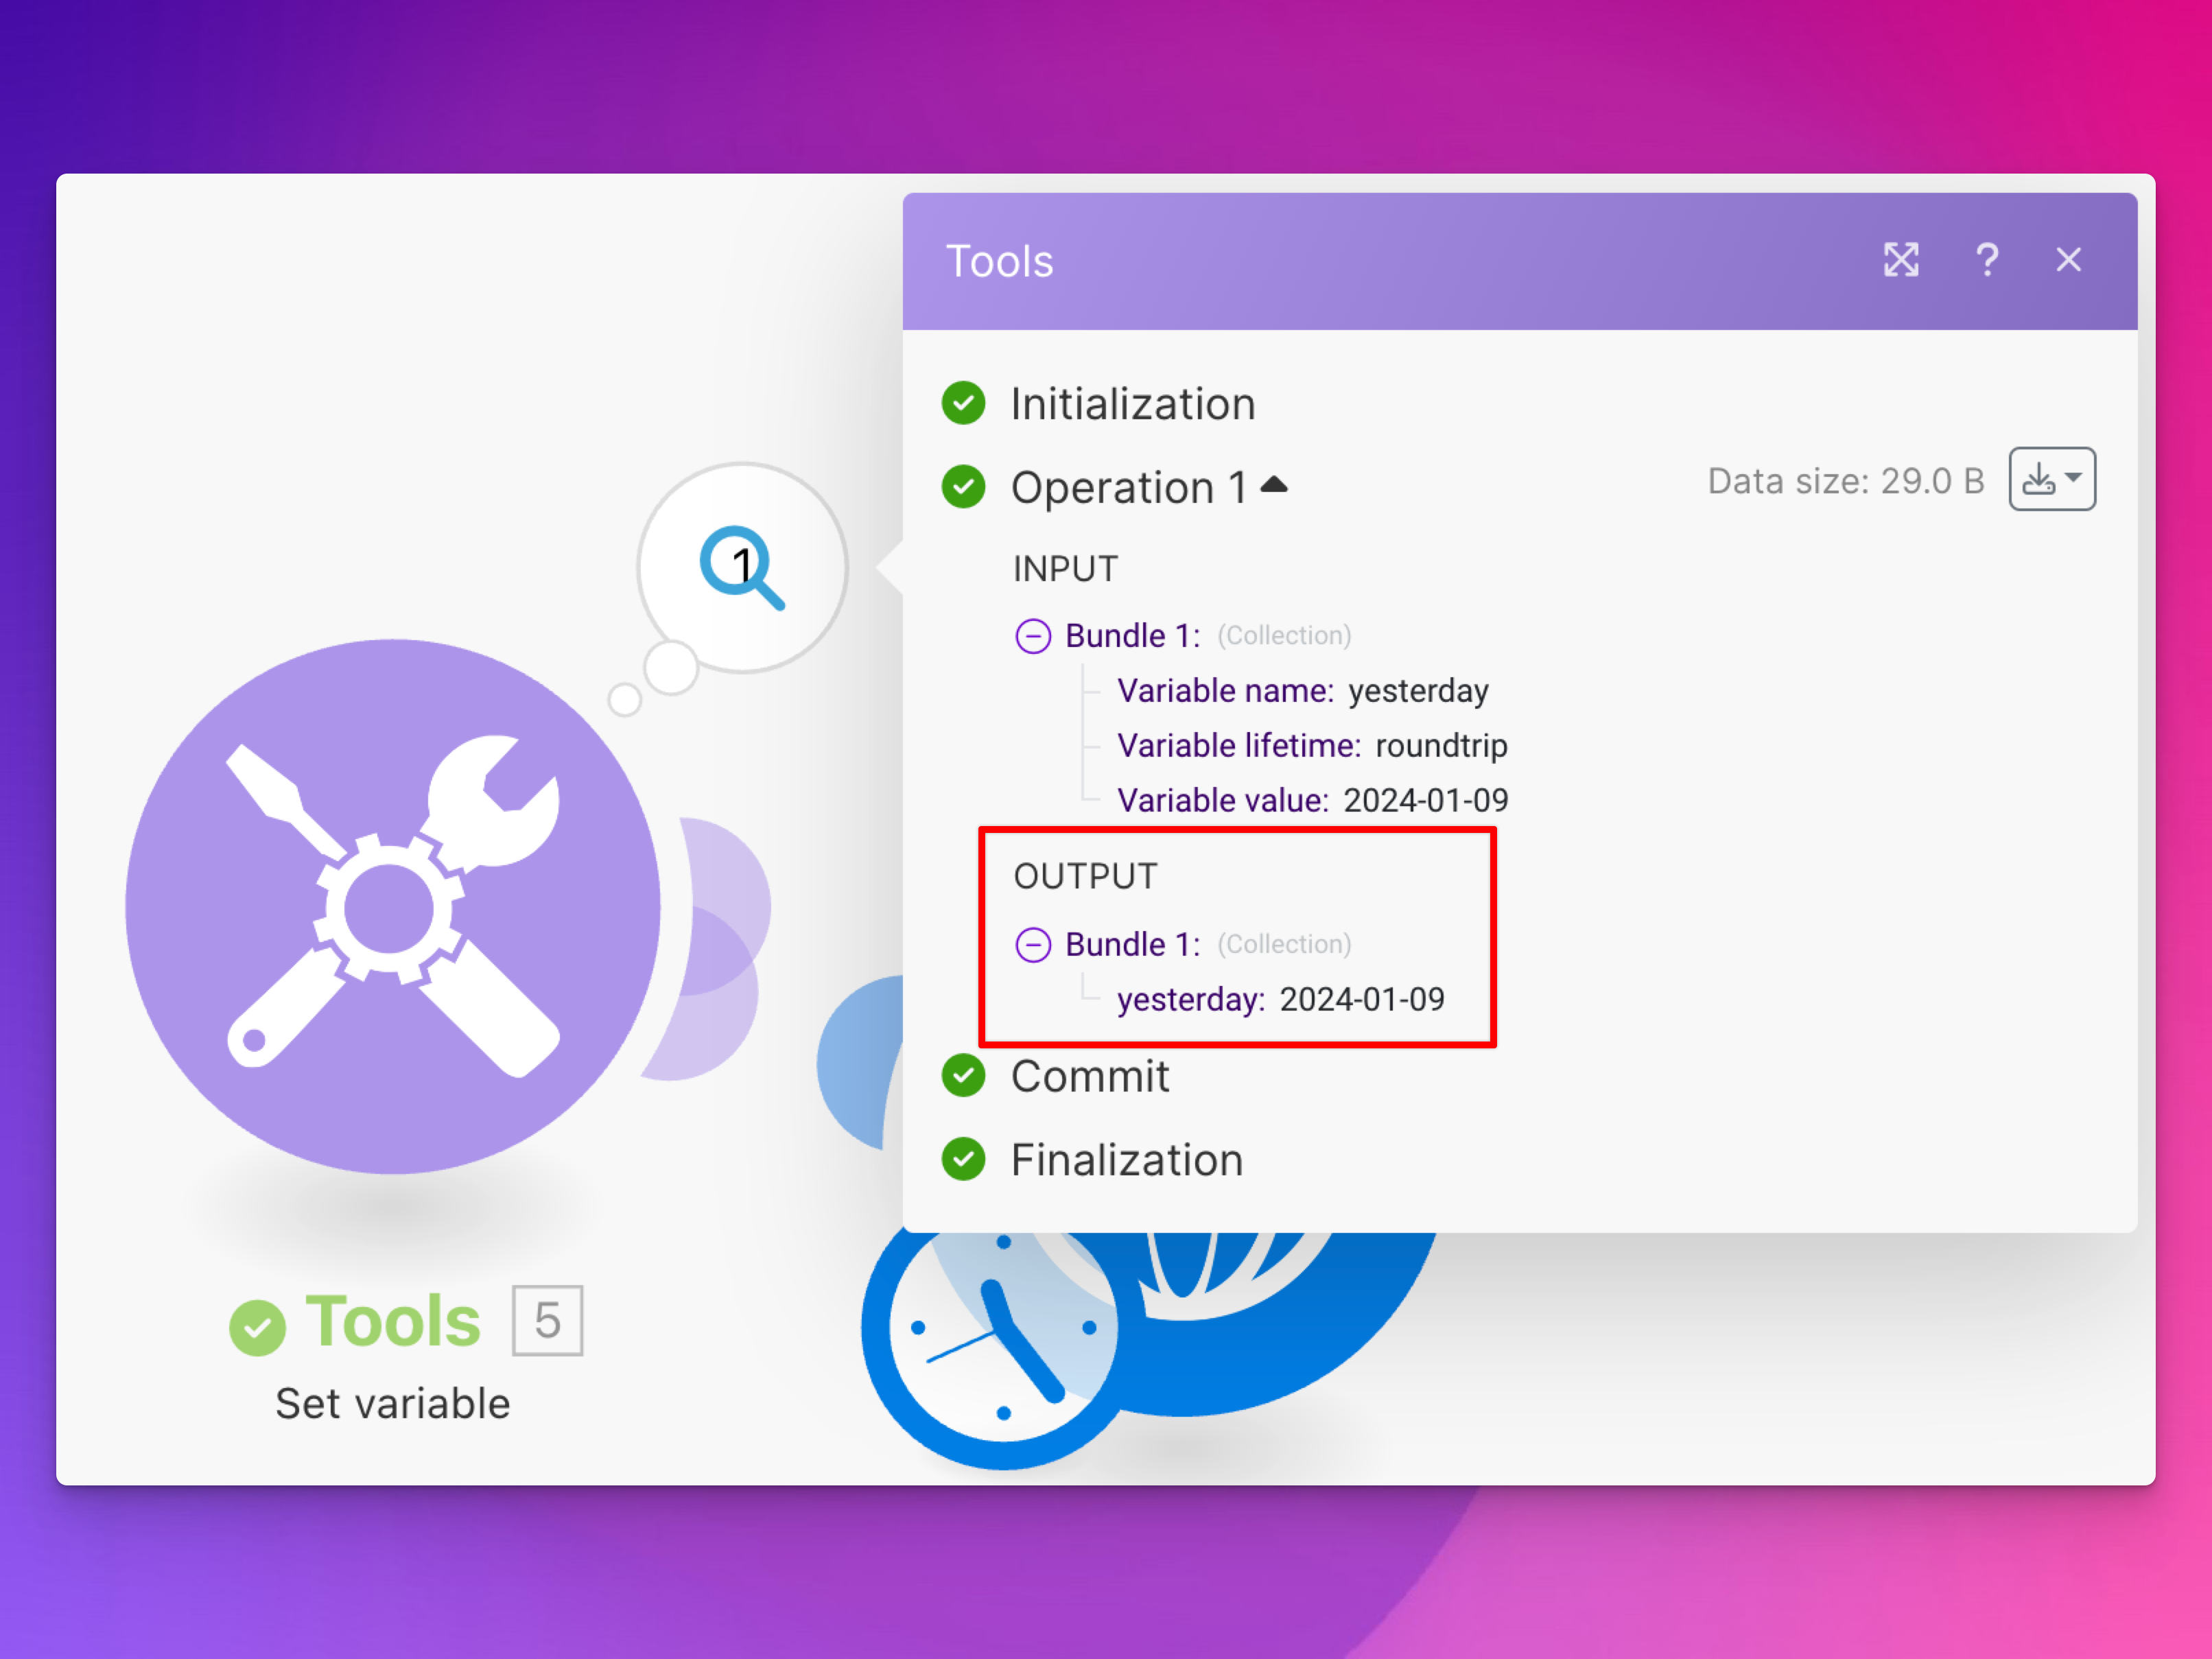 Tools
?
Initialization
Operation 1
Data size: 29.0 B
1
INPUT
Bundle 1: (Collection)
Variable name: yesterday
Variable lifetime: roundtrip
Variable value: 2024-01-09
OUTPUT
Bundle 1: (Collection)
yesterday: 2024-01-09
Commit
Finalization
Tools 5
Set variable